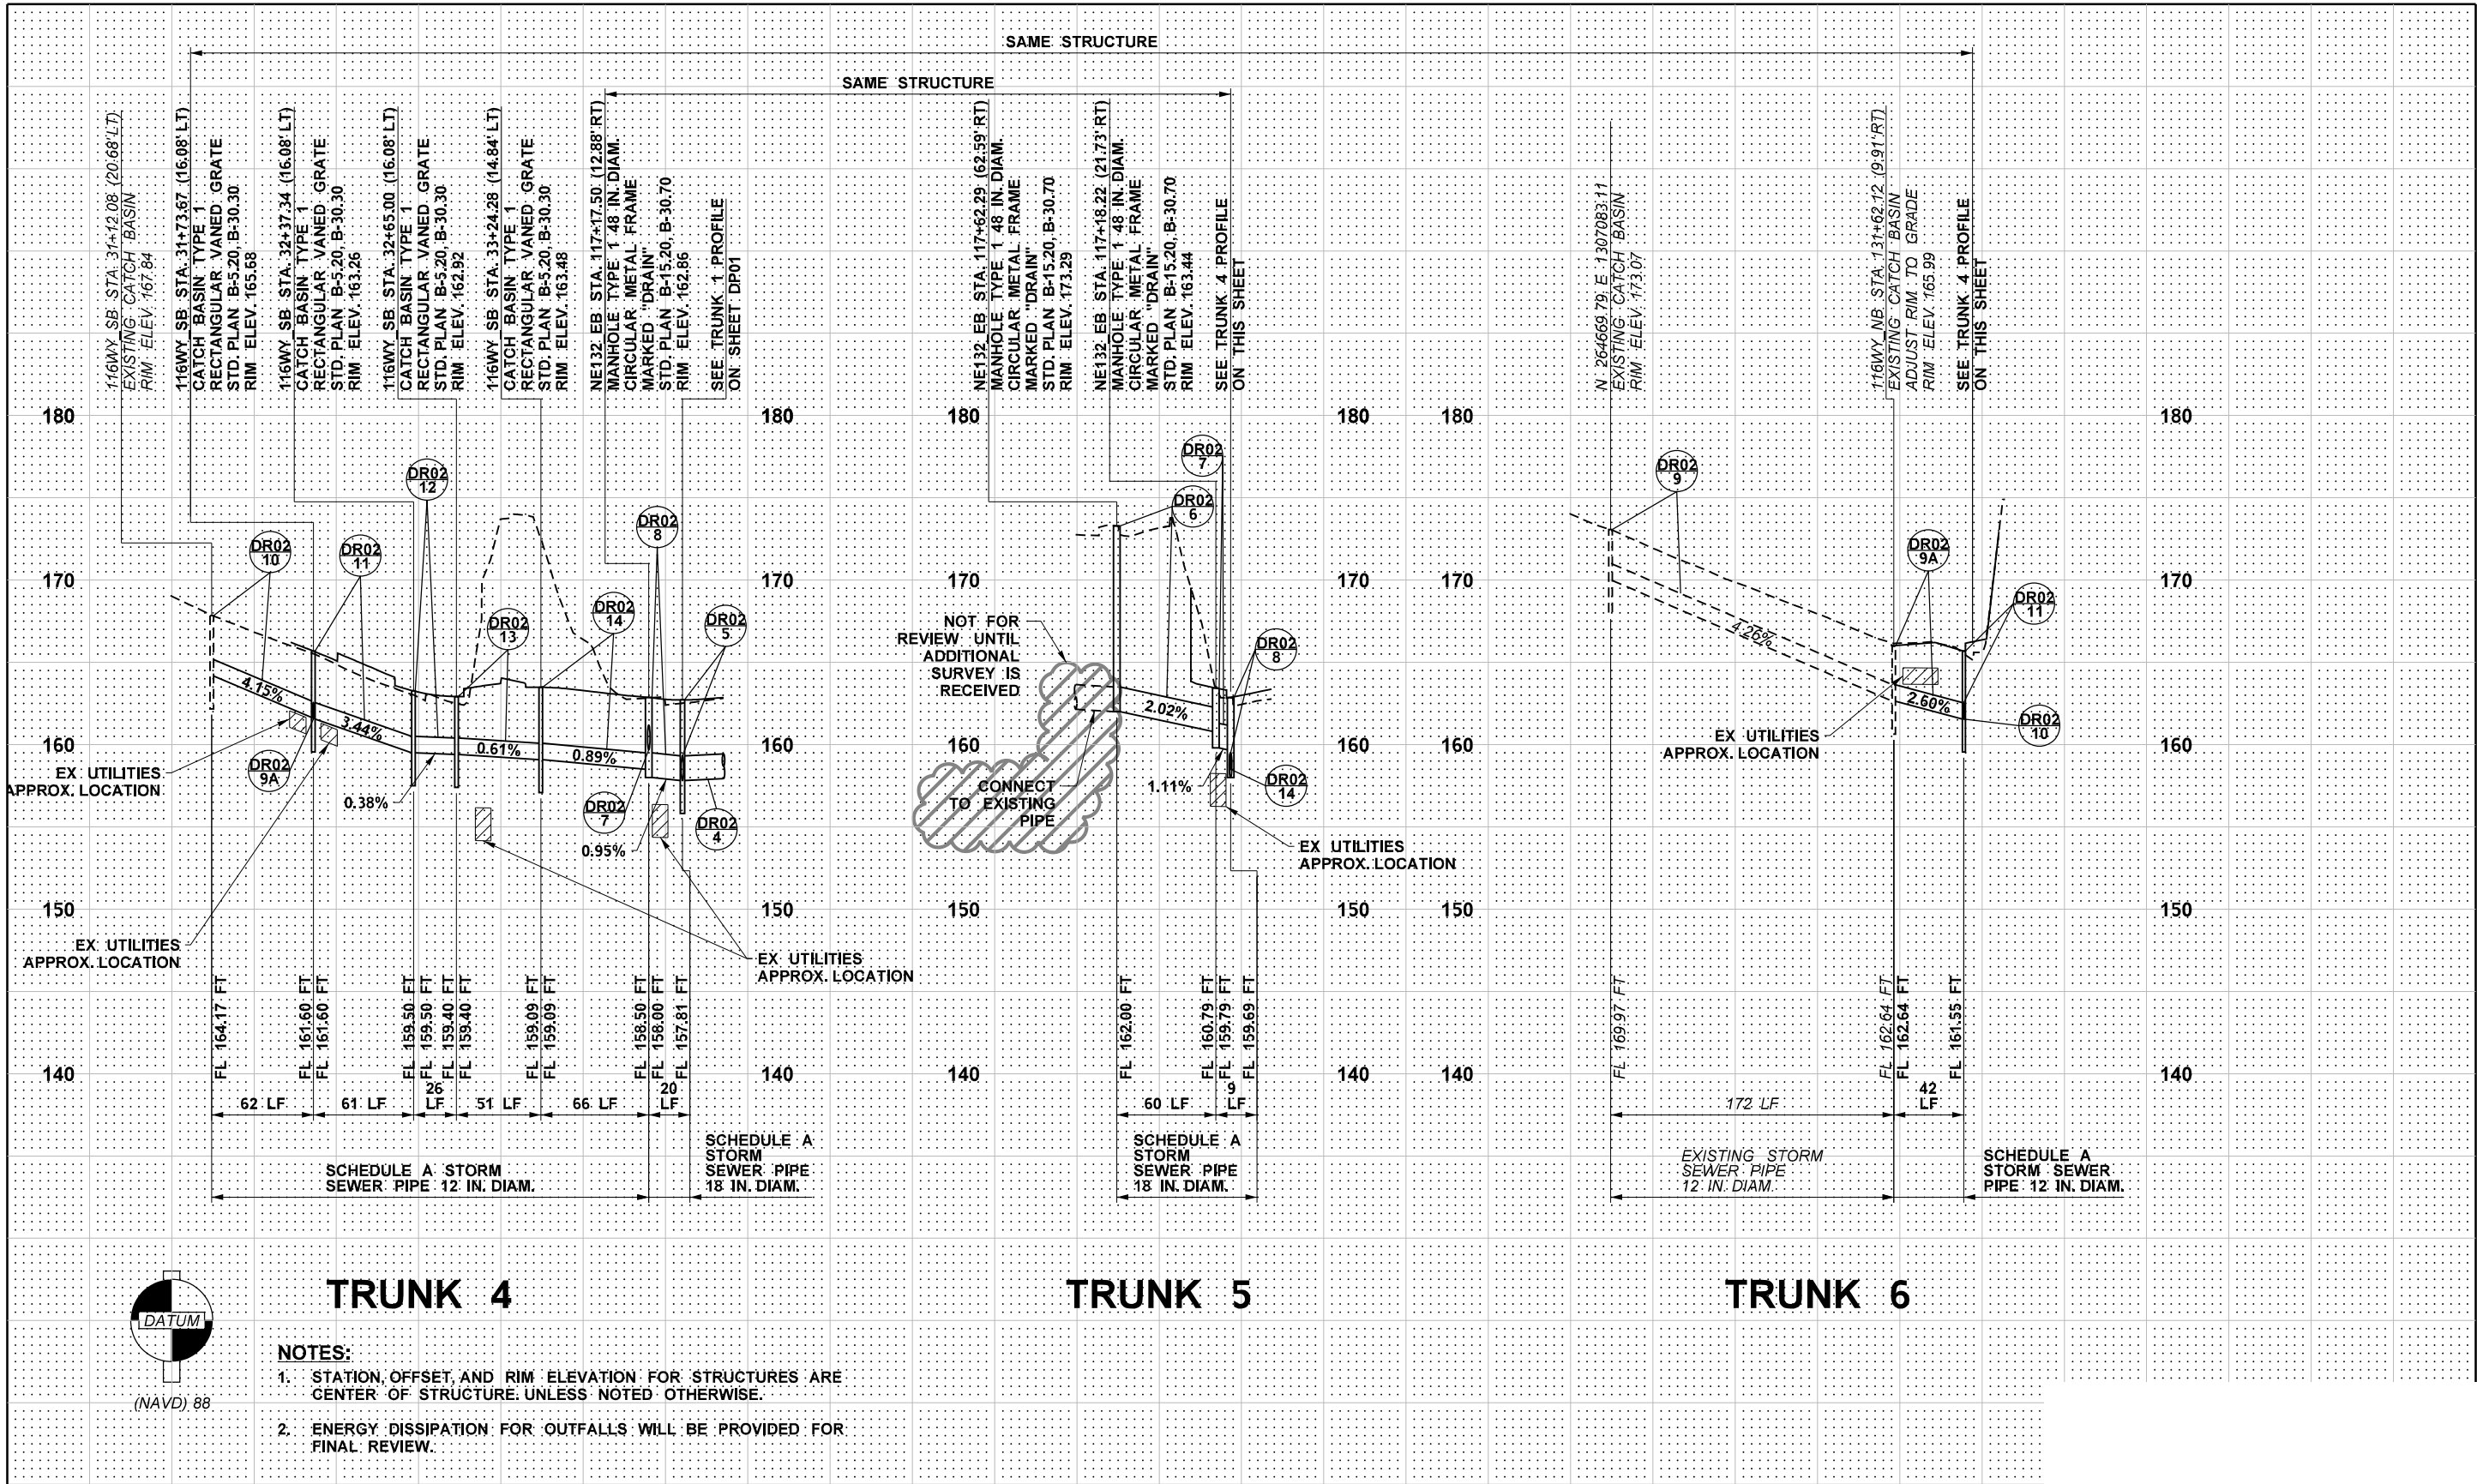 SAME STRUCTURE
SAME STRUCTURE
116WY_SB STA. 31+12.08 (20.68' LT)
EXISTING CATCH BASIN
RIM ELEV. 167.84
116WY_SB STA. 31+73.67 (16.08' LT)
CATCH BASIN TYPE 1
RECTANGULAR VANED GRATE
STD. PLAN B-5.20, B-30.30
RIM ELEV. 165.68
116WY_SB STA. 32+37.34 (16.08' LT)
CATCH BASIN TYPE 1
RECTANGULAR VANED GRATE
STD. PLAN B-5.20, B-30.30
RIM ELEV. 163.26
116WY_SB STA. 32+65.00 (16.08' LT)
CATCH BASIN TYPE 1
RECTANGULAR VANED GRATE
STD. PLAN B-5.20, B-30.30
RIM ELEV. 162.92
116WY_SB STA. 33+24.28 (14.84' LT)
CATCH BASIN TYPE 1
RECTANGULAR VANED GRATE
STD. PLAN B-5.20, B-30.30
RIM ELEV. 163.48
NE132_EB STA. 117+17.50 (12.88' RT)
MANHOLE TYPE 1 48 IN. DIAM.
CIRCULAR METAL FRAME
MARKED "DRAIN"
STD. PLAN B-15.20, B-30.70
RIM ELEV. 162.86
SEE TRUNK 1 PROFILE
ON SHEET DP01
NE132_EB STA. 117+62.29 (62.59' RT)
MANHOLE TYPE 1 48 IN. DIAM.
CIRCULAR METAL FRAME
MARKED "DRAIN"
STD. PLAN B-15.20, B-30.70
RIM ELEV. 173.29
NE132_EB STA. 117+18.22 (21.73' RT)
MANHOLE TYPE 1 48 IN. DIAM.
CIRCULAR METAL FRAME
MARKED "DRAIN"
STD. PLAN B-15.20, B-30.70
RIM ELEV. 163.44
SEE TRUNK 4 PROFILE
ON THIS SHEET
N 264669.79, E 1307083.11
EXISTING CATCH BASIN
RIM ELEV. 173.07
116WY_NB STA. 131+62.12 (9.91' RT)
EXISTING CATCH BASIN
ADJUST RIM TO GRADE
RIM ELEV. 165.99
SEE TRUNK 4 PROFILE
ON THIS SHEET
180 180 180 180 180 180
DR02
7
DR02
12
DR02
9
DR02
6
DR02
8
DR02
10
DR02
11
DR02
9A
170 170 170 170 170 170
DR02
14
DR02
13
DR02
5
DR02
11
NOT FOR
REVIEW UNTIL
ADDITIONAL
SURVEY IS
RECEIVED
DR02
8
4.26%
4.15%
3.44%
0.61%
0.89%
2.02%
2.60%
DR02
10
160 160 160 160
EX UTILITIES
APPROX. LOCATION
EX UTILITIES
APPROX. LOCATION
DR02
9A
0.38%
DR02
7
0.95%
DR02
4
CONNECT
TO EXISTING
PIPE
1.11%
DR02
14
EX UTILITIES
APPROX. LOCATION
150 150 150 150 150 150
EX UTILITIES
APPROX. LOCATION
EX UTILITIES
APPROX. LOCATION
FL 164.17 FT
FL 161.60 FT
FL 161.60 FT
FL 159.50 FT
FL 159.50 FT
FL 159.40 FT
FL 159.40 FT
FL 159.09 FT
FL 159.09 FT
FL 158.50 FT
FL 158.00 FT
FL 157.81 FT
FL 162.00 FT
FL 160.79 FT
FL 159.79 FT
FL 159.69 FT
FL 169.97 FT
FL 162.64 FT
FL 162.64 FT
FL 161.55 FT
140 140 140 140 140 140
62 LF
61 LF
26
LF
51 LF
66 LF
20
LF
60 LF
9
LF
172 LF
42
LF
SCHEDULE A STORM
SEWER PIPE 12 IN. DIAM.
SCHEDULE A
STORM
SEWER PIPE
18 IN. DIAM.
SCHEDULE A
STORM
SEWER PIPE
18 IN. DIAM.
EXISTING STORM
SEWER PIPE
12 IN. DIAM.
SCHEDULE A
STORM SEWER
PIPE 12 IN. DIAM.
TRUNK 4
TRUNK 5
TRUNK 6
DATUM
(NAVD) 88
NOTES:
1. STATION, OFFSET, AND RIM ELEVATION FOR STRUCTURES ARE
CENTER OF STRUCTURE. UNLESS NOTED OTHERWISE.
2. ENERGY DISSIPATION FOR OUTFALLS WILL BE PROVIDED FOR
FINAL REVIEW.